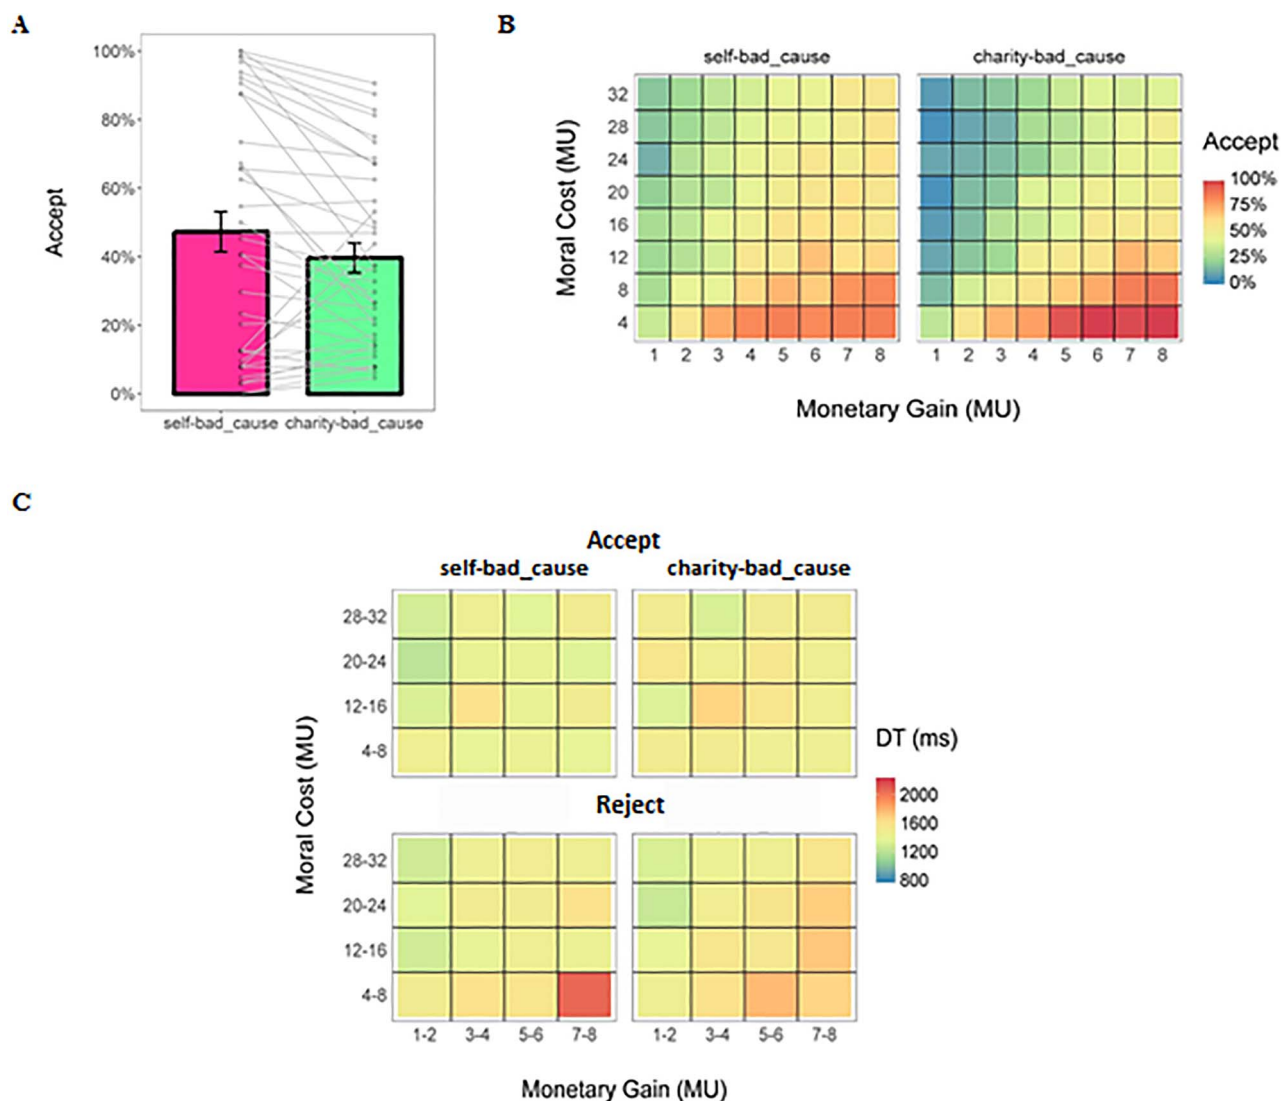 A
100%
80%
60%
40%
20%
0%
Accept
self-bad_cause charity-bad_cause
B
self-bad_cause charity-bad_cause
32
28
24
20
16
12
8
4
Moral Cost (MU)
1 2 3 4 5 6 7 8 1 2 3 4 5 6 7 8
Monetary Gain (MU)
Accept
100%
75%
50%
25%
0%
C
Accept
self-bad_cause charity-bad_cause
28-32
20-24
12-16
4-8
Reject
28-32
20-24
12-16
4-8
Moral Cost (MU)
1-2 3-4 5-6 7-8 1-2 3-4 5-6 7-8
Monetary Gain (MU)
DT (ms)
2000
1600
1200
800